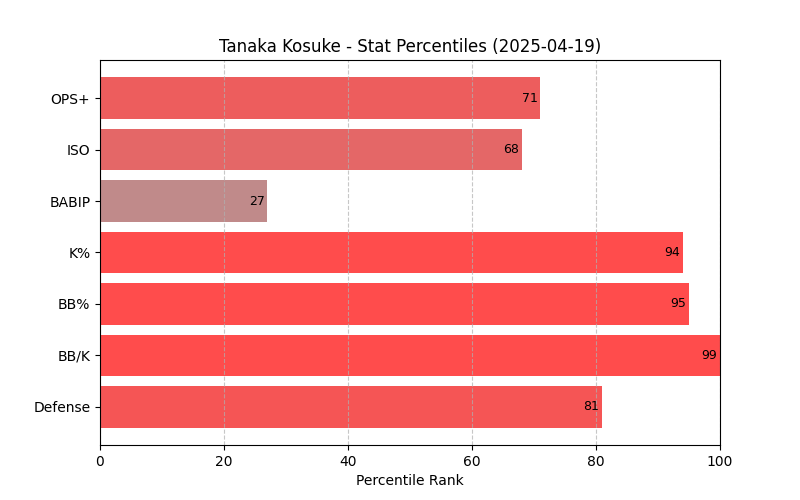 Tanaka Kosuke - Stat Percentiles (2025-04-19)
OPS+ 71
ISO 68
BABIP 27
K% 94
BB% 95
BB/K 99
Defense 81
0 20 40 60 80 100
Percentile Rank